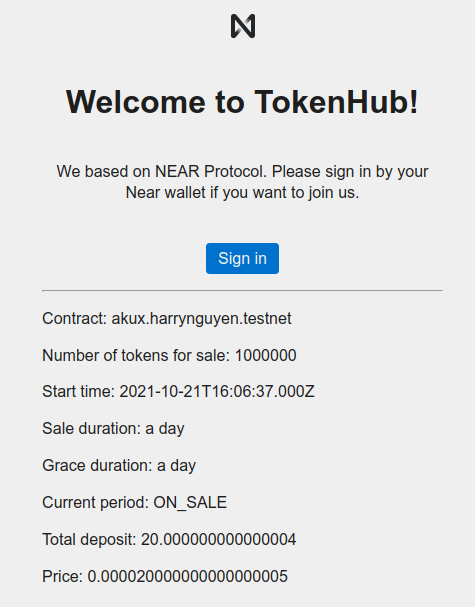 Welcome to TokenHub!
We based on NEAR Protocol. Please sign in by your
Near wallet if you want to join us.
Sign in
Contract: akux.harrynguyen.testnet
Number of tokens for sale: 1000000
Start time: 2021-10-21T16:06:37.000Z
Sale duration: a day
Grace duration: a day
Current period: ON_SALE
Total deposit: 20.000000000000004
Price: 0.000020000000000000005